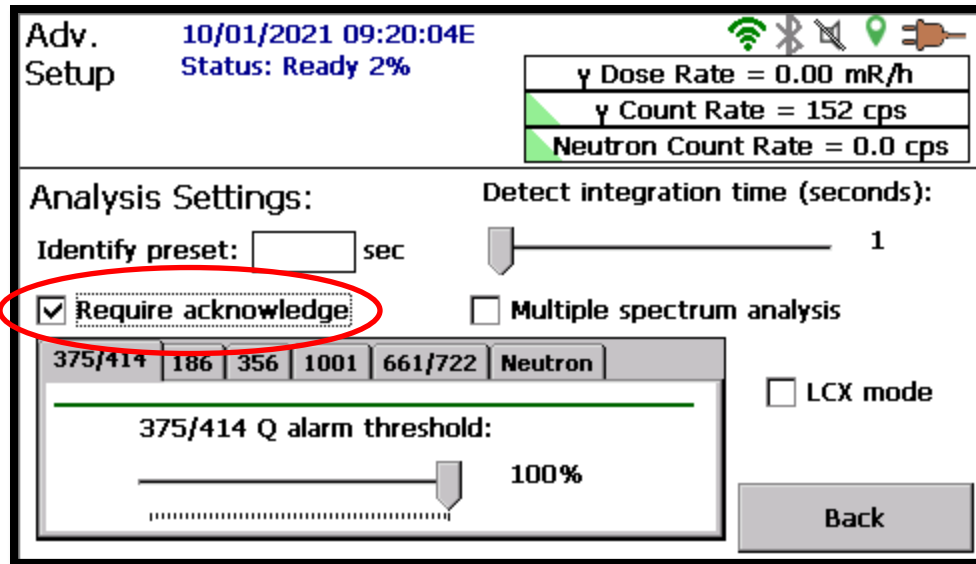 Adv. Setup
10/01/2021 09:20:04E
Status: Ready 2%
γ Dose Rate = 0.00 mR/h
γ Count Rate = 152 cps
Neutron Count Rate = 0.0 cps
Analysis Settings:
Detect integration time (seconds):
Identify preset: sec
1
Require acknowledge
Multiple spectrum analysis
375/414 186 356 1001 661/722 Neutron
LCX mode
375/414 Q alarm threshold:
100%
Back